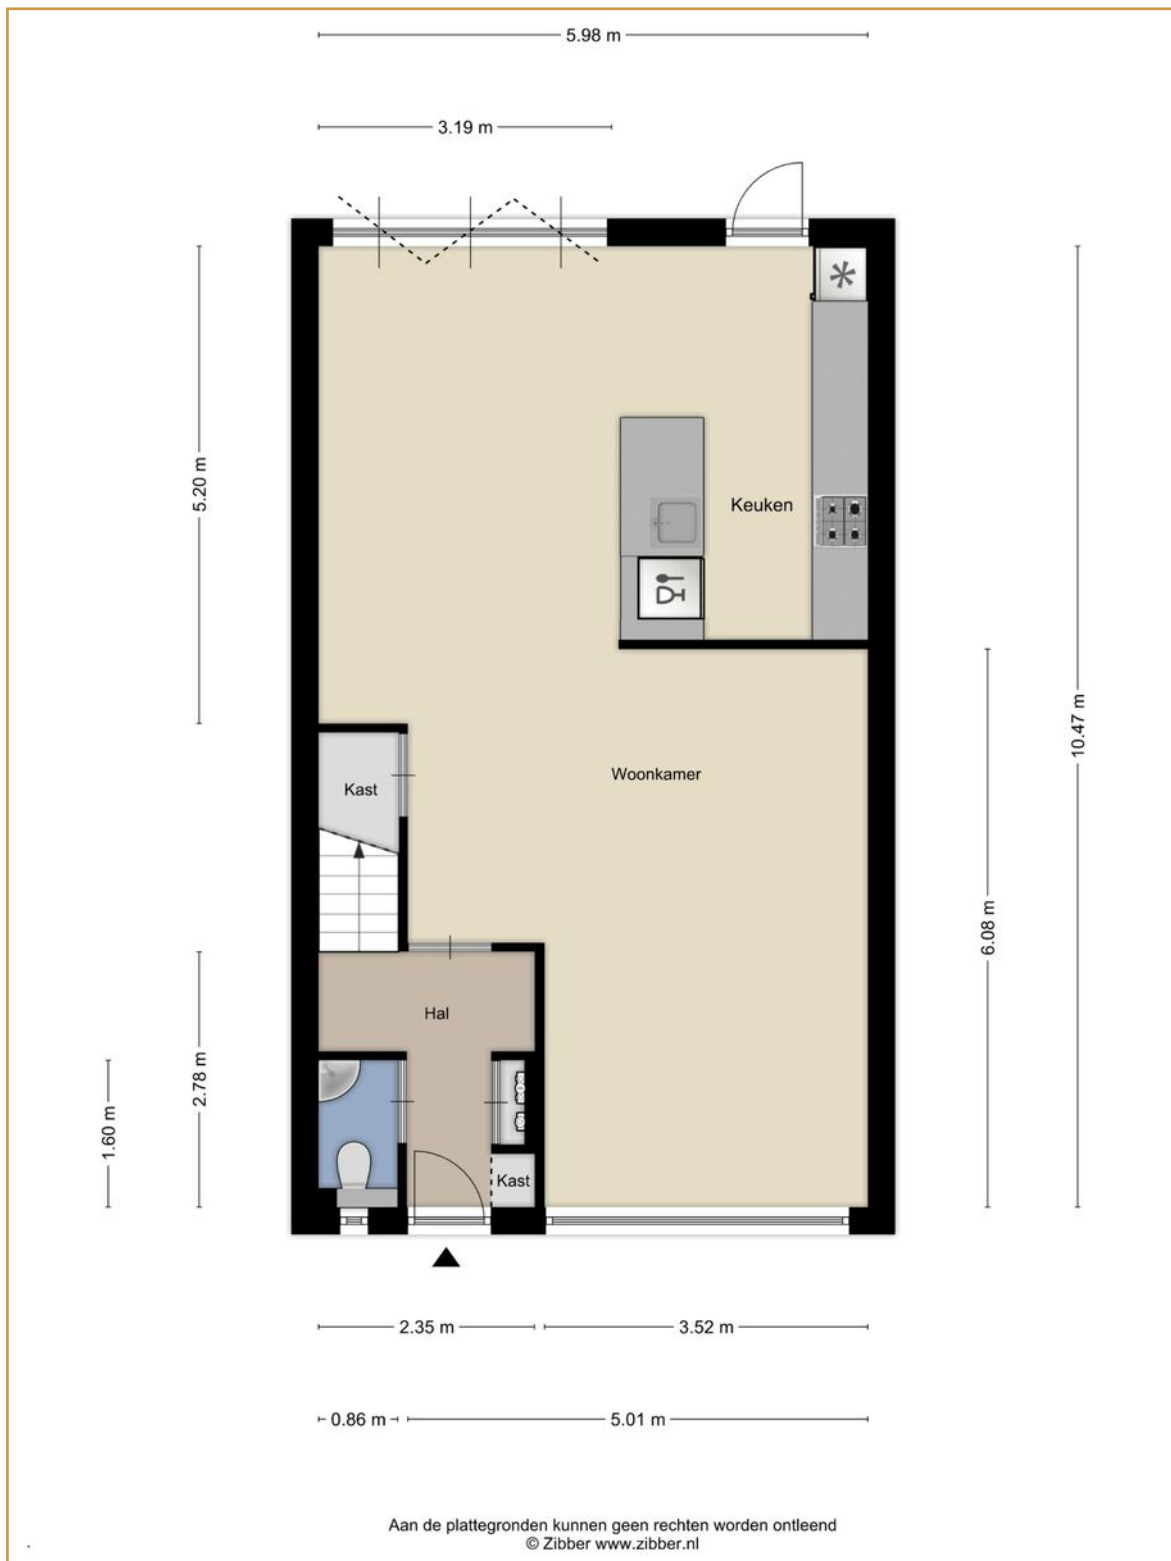 5.98 m
3.19 m
5.20 m
Keuken
10.47 m
Woonkamer
Kast
6.08 m
Hal
2.78 m
1.60 m
Kast
2.35 m
3.52 m
0.86 m
5.01 m
Aan de plattegronden kunnen geen rechten worden ontleend
© Zibber www.zibber.nl